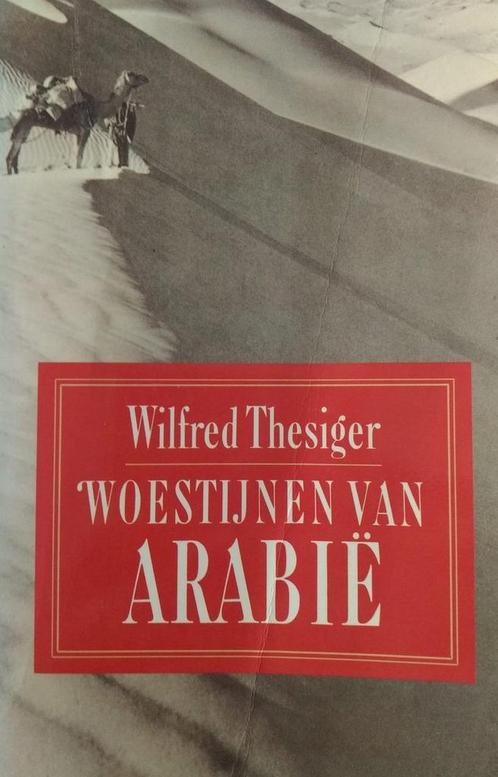 Wilfred Thesiger
WOESTIJNEN VAN
ARABIË